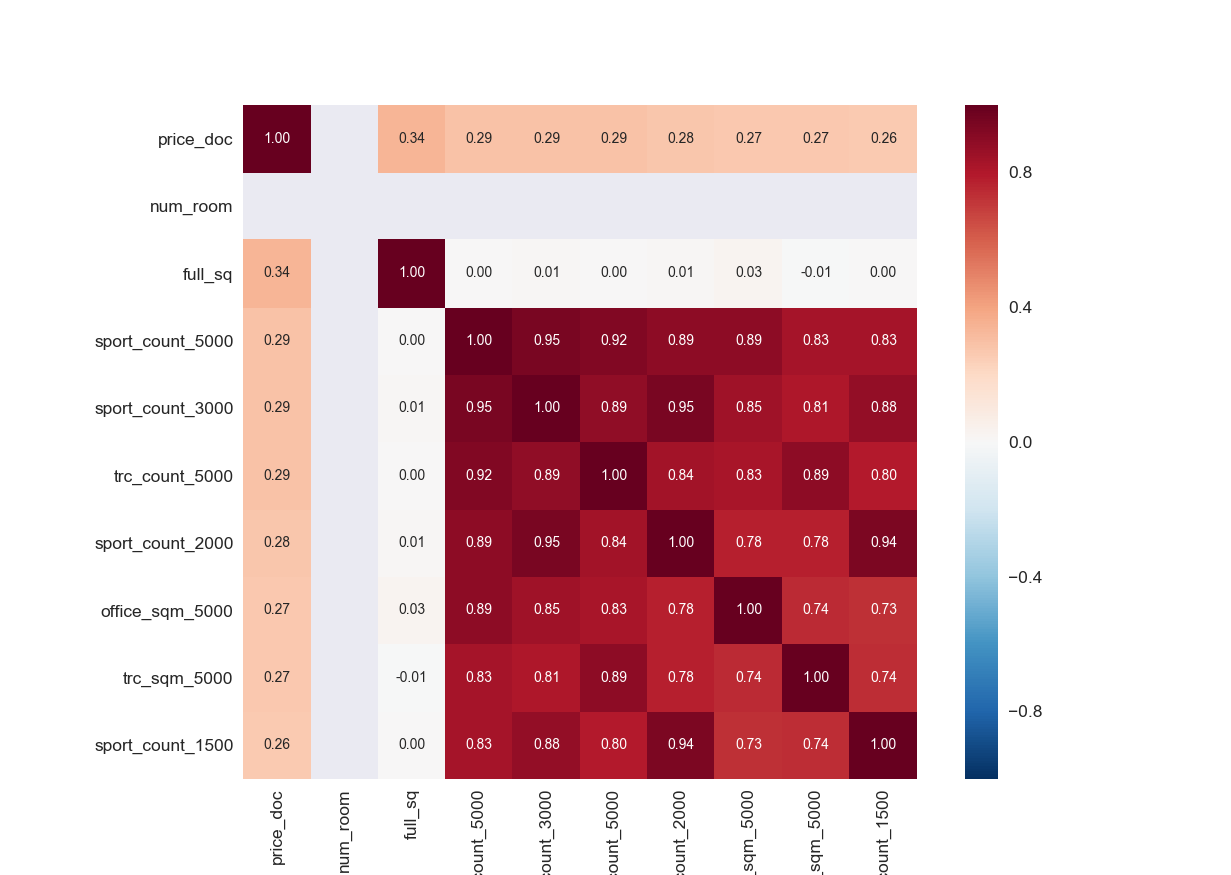 price_doc 1.00 0.34 0.29 0.29 0.29 0.28 0.27 0.27 0.26
num_room
full_sq 0.34 1.00 0.00 0.01 0.00 0.01 0.03 -0.01 0.00
sport_count_5000 0.29 0.00 1.00 0.95 0.92 0.89 0.89 0.83 0.83
sport_count_3000 0.29 0.01 0.95 1.00 0.89 0.95 0.85 0.81 0.88
trc_count_5000 0.29 0.00 0.92 0.89 1.00 0.84 0.83 0.89 0.80
sport_count_2000 0.28 0.01 0.89 0.95 0.84 1.00 0.78 0.78 0.94
office_sqm_5000 0.27 0.03 0.89 0.85 0.83 0.78 1.00 0.74 0.73
trc_sqm_5000 0.27 -0.01 0.83 0.81 0.89 0.78 0.74 1.00 0.74
sport_count_1500 0.26 0.00 0.83 0.88 0.80 0.94 0.73 0.74 1.00
price_doc
num_room
full_sq
count_5000
count_3000
count_5000
count_2000
_sqm_5000
_sqm_5000
count_1500
0.8
0.4
0.0
−0.4
−0.8